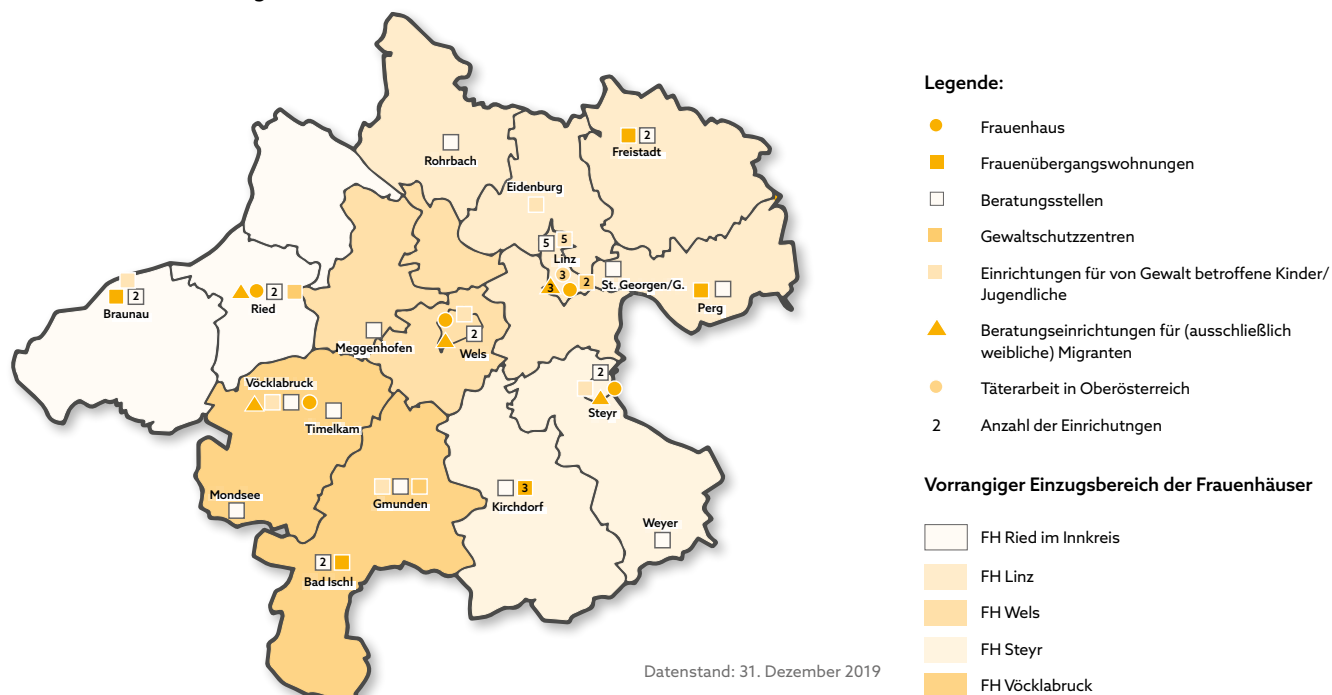 Rohrbach
2
Freistadt
Eidenburg
5
5
Linz
3
2
3
St. Georgen/G.
Perg
2
Braunau
2
Ried
Meggenhofen
2
Wels
2
Steyr
Vöcklabruck
Timelkam
Mondsee
Gmunden
3
Kirchdorf
Weyer
2
Bad Ischl
Datenstand: 31. Dezember 2019
Legende:
Frauenhaus
Frauenübergangswohnungen
Beratungsstellen
Gewaltschutzzentren
Einrichtungen für von Gewalt betroffene Kinder/
Jugendliche
Beratungseinrichtungen für (ausschließlich
weibliche) Migranten
Täterarbeit in Oberösterreich
2 Anzahl der Einrichutngen
Vorrangiger Einzugsbereich der Frauenhäuser
FH Ried im Innkreis
FH Linz
FH Wels
FH Steyr
FH Vöcklabruck